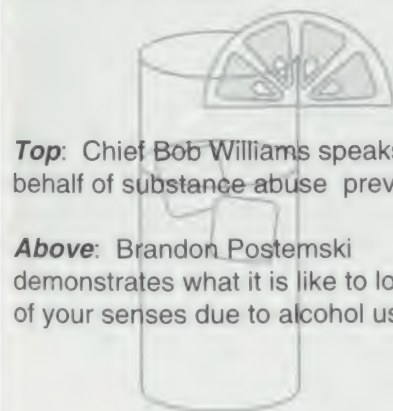 Top: Chief Bob Williams speaks
behalf of substance abuse prev
Above: Brandon Postemski
demonstrates what it is like to lo
of your senses due to alcohol us